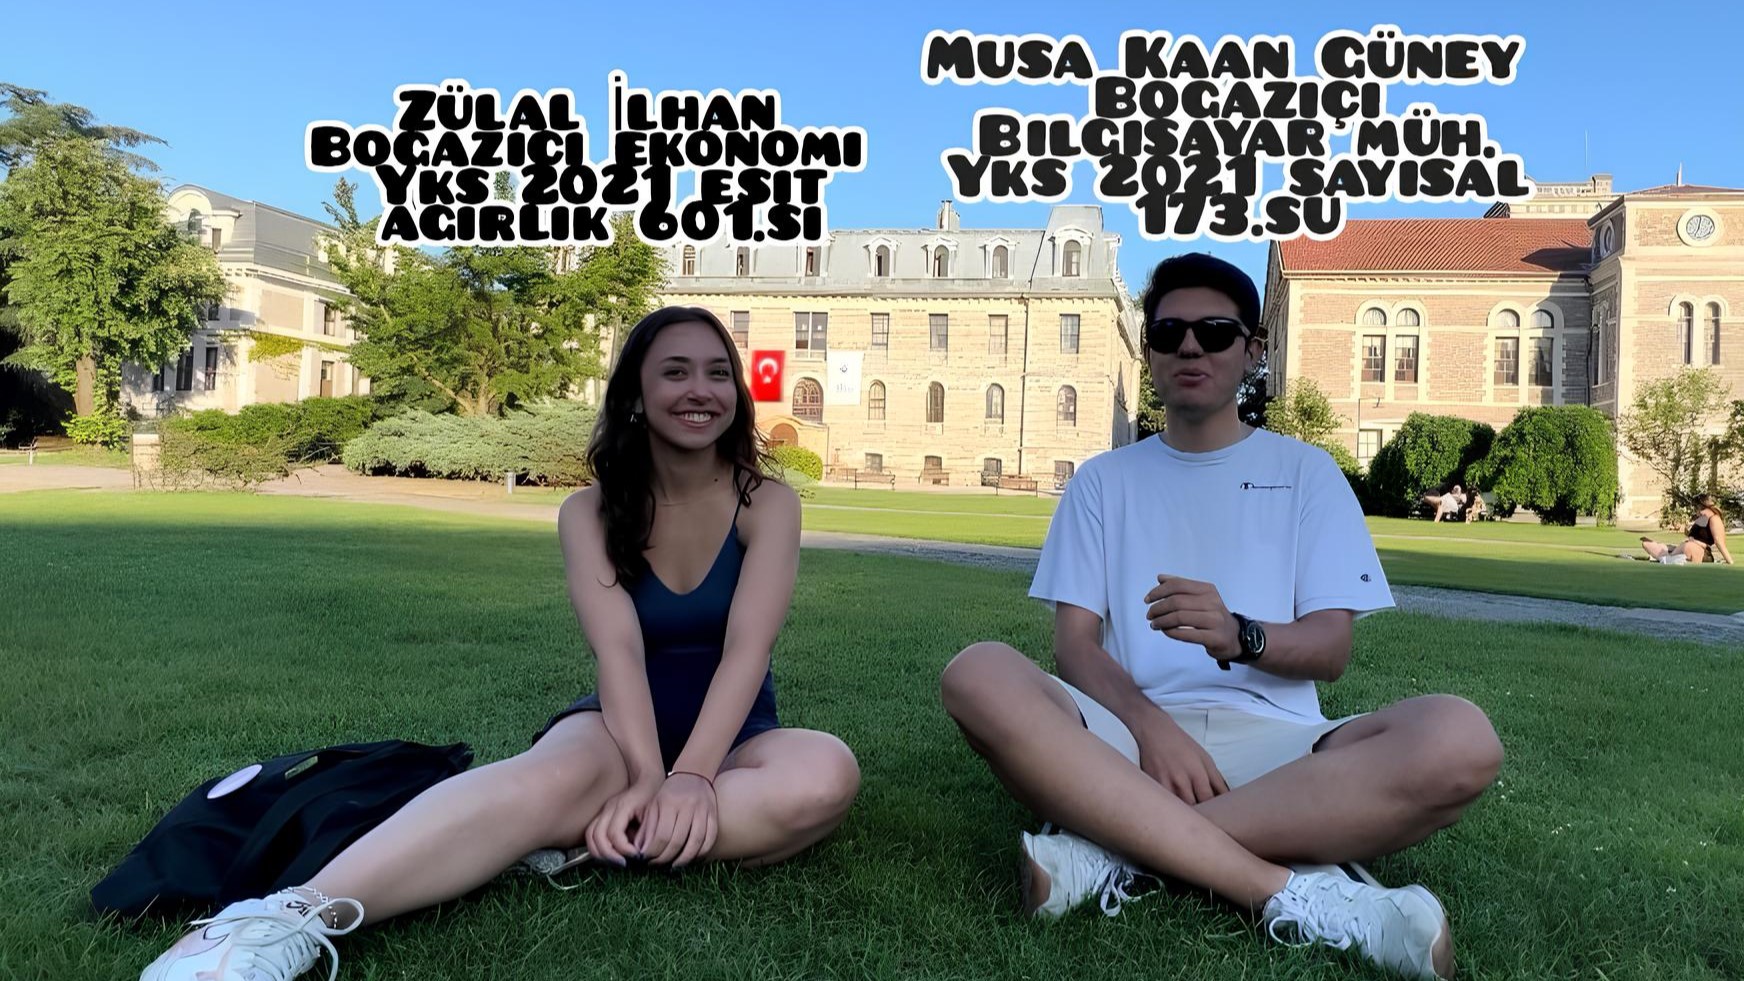 Zülal İlhan
Boğaziçi Ekonomi
Yks 2021 eşit
ağırlık 601.si
Musa Kaan Güney
Boğaziçi
Bilgisayar müh.
Yks 2021 sayısal
173.sü
Champion